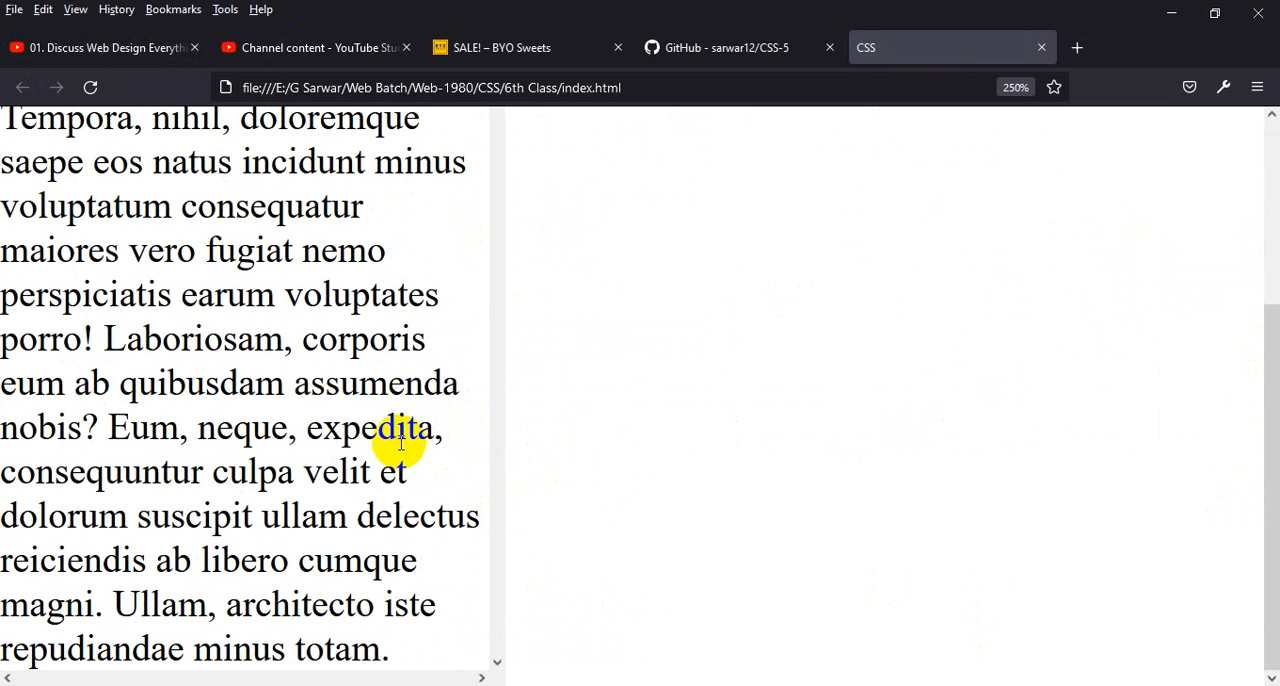 File Edit View History Bookmarks Tools Help
01. Discuss Web Design Everyth
Channel content - YouTube Stu
SALE! – BYO Sweets
GitHub - sarwar12/CSS-5
CSS
file:///E:/G Sarwar/Web Batch/Web-1980/CSS/6th Class/index.html
250%
Tempora, nihil, doloremque
saepe eos natus incidunt minus
voluptatum consequatur
maiores vero fugiat nemo
perspiciatis earum voluptates
porro! Laboriosam, corporis
eum ab quibusdam assumenda
nobis? Eum, neque, expedita,
consequuntur culpa velit et
dolorum suscipit ullam delectus
reiciendis ab libero cumque
magni. Ullam, architecto iste
repudiandae minus totam.